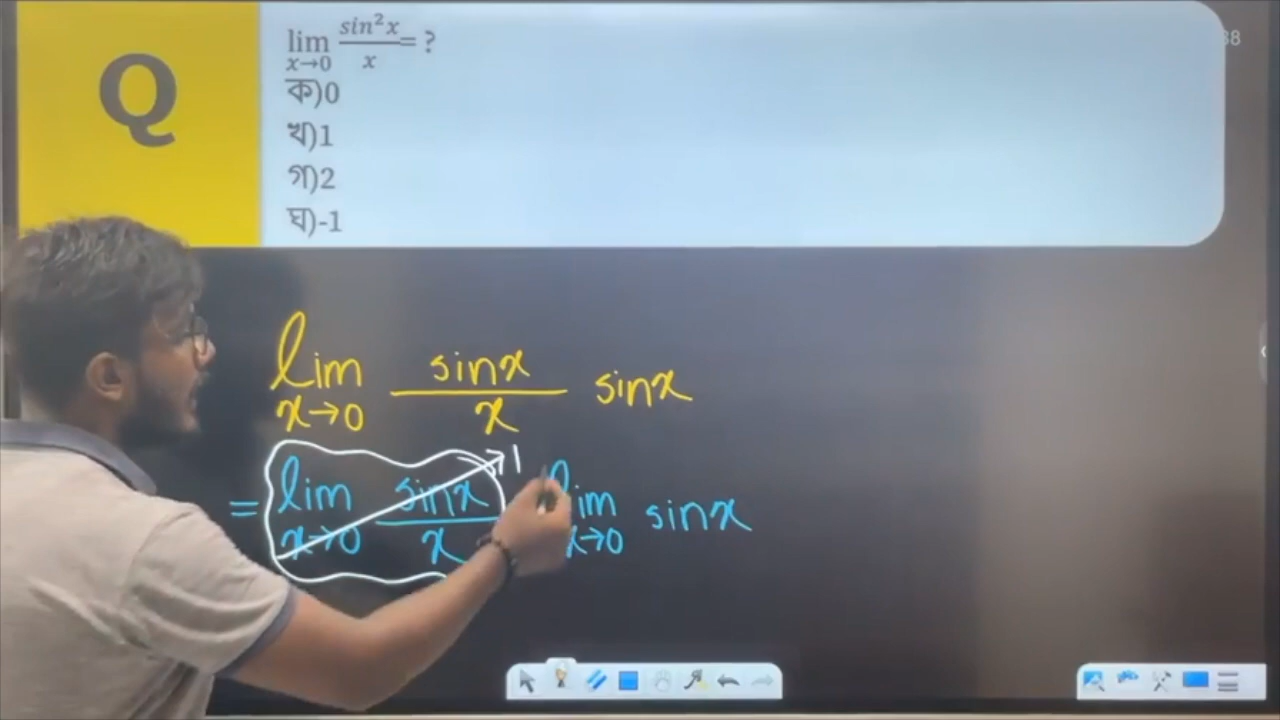 Q
lim x→0 sin²x/x = ?
ক)0
খ)1
গ)2
ঘ)-1
lim x→0 sinx/x sinx
= lim x→0 sinx/x → 1 lim x→0 sinx